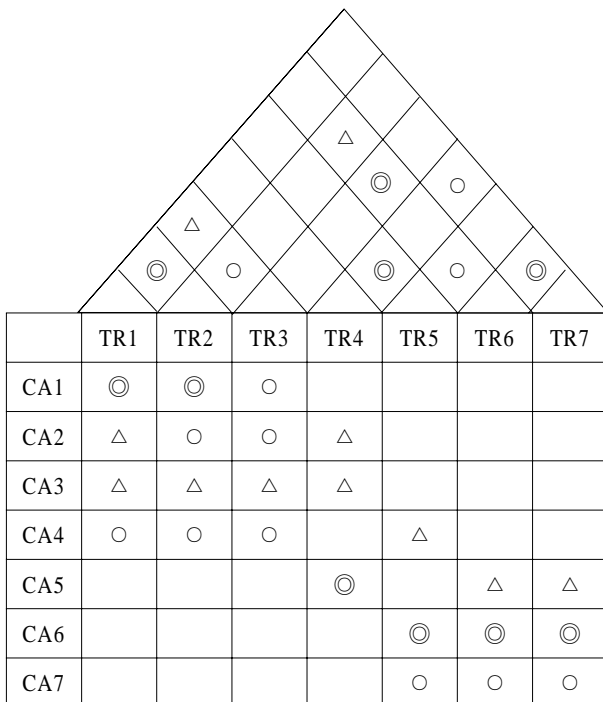 △
◎ ○
△
◎ ○ ◎ ○ ◎
TR1 TR2 TR3 TR4 TR5 TR6 TR7
CA1 ◎ ◎ ○
CA2 △ ○ ○ △
CA3 △ △ △ △
CA4 ○ ○ ○ △
CA5 ◎ △ △
CA6 ◎ ◎ ◎
CA7 ○ ○ ○